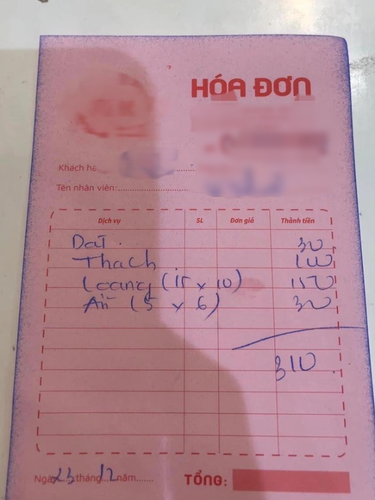 HÓA ĐƠN
Khách hà
Tên nhân viên:
Dịch vụ SL Đơn giá Thành tiền
Dat. 30
Thach 100
Loang (15 x 10) 150
Ail (5 x 6) 30
310
Ngày 23 tháng 12 năm
TỔNG: